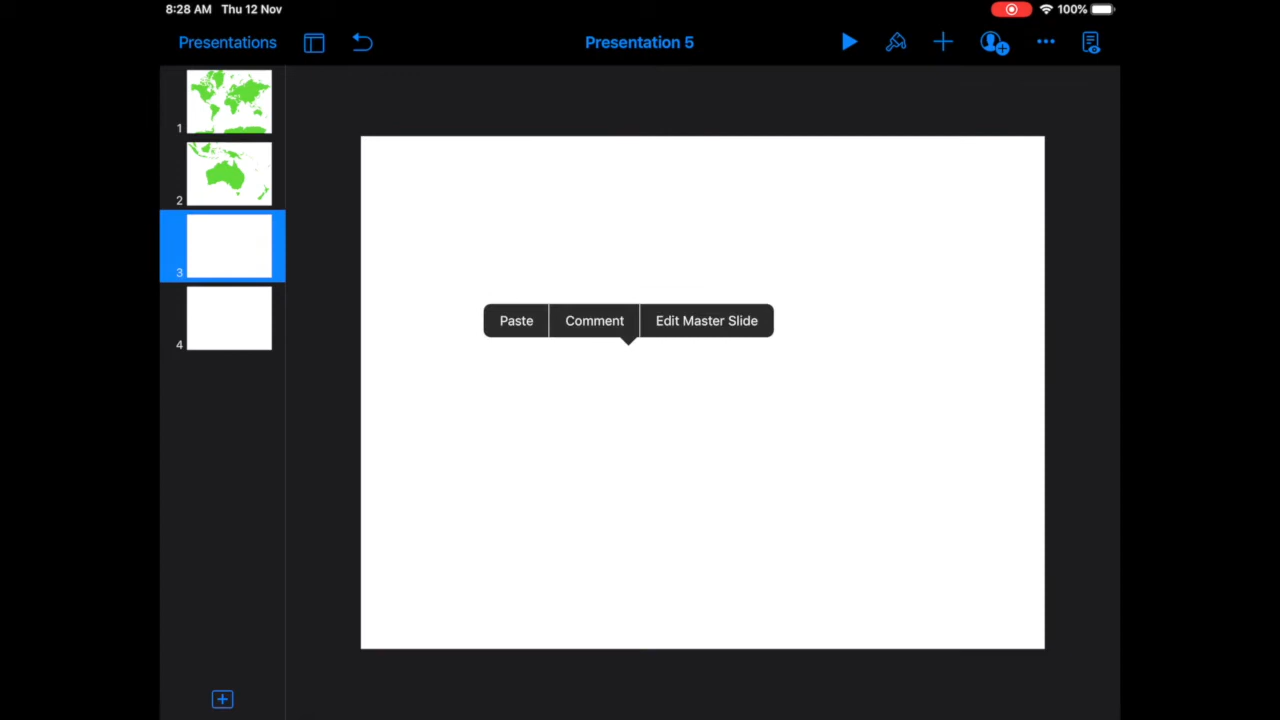 8:28 AM Thu 12 Nov
100%
Presentations
Presentation 5
1
2
3
4
Paste Comment Edit Master Slide